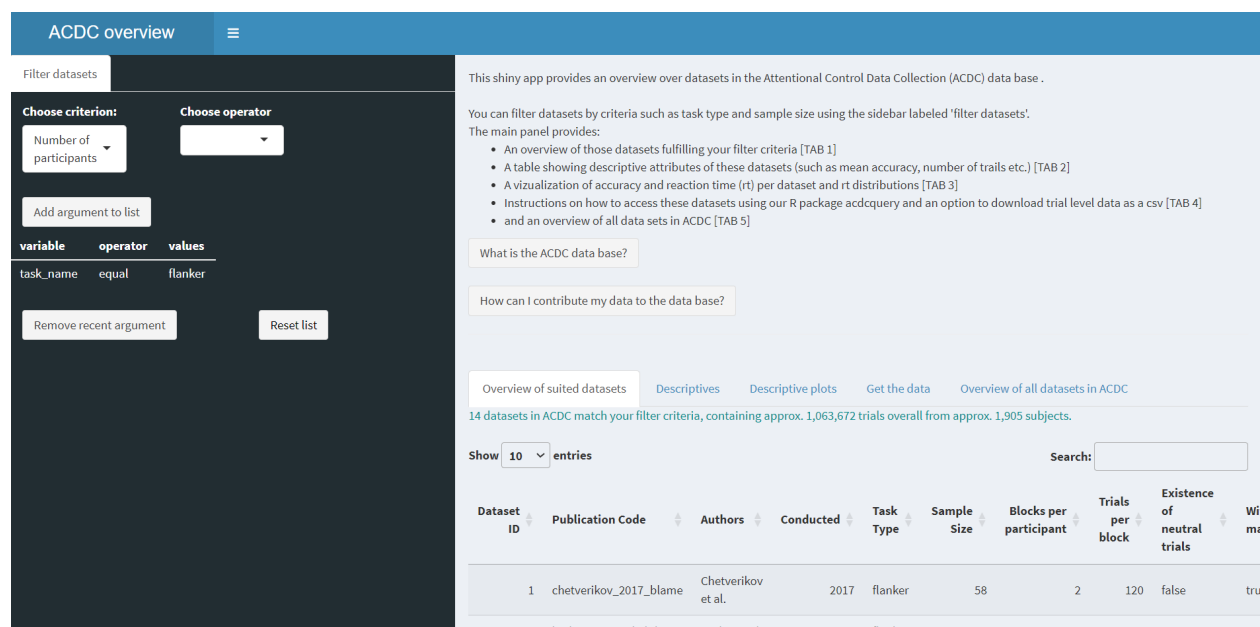 ACDC overview
Filter datasets
Choose criterion:
Choose operator
Number of
participants
Add argument to list
variable operator values
task_name equal flanker
Remove recent argument
Reset list
This shiny app provides an overview over datasets in the Attentional Control Data Collection (ACDC) data base .
You can filter datasets by criteria such as task type and sample size using the sidebar labeled 'filter datasets'.
The main panel provides:
• An overview of those datasets fulfilling your filter criteria [TAB 1]
• A table showing descriptive attributes of these datasets (such as mean accuracy, number of trails etc.) [TAB 2]
• A vizualization of accuracy and reaction time (rt) per dataset and rt distributions [TAB 3]
• Instructions on how to access these datasets using our R package acdcquery and an option to download trial level data as a csv [TAB 4]
• and an overview of all data sets in ACDC [TAB 5]
What is the ACDC data base?
How can I contribute my data to the data base?
Overview of suited datasets Descriptives Descriptive plots Get the data Overview of all datasets in ACDC
14 datasets in ACDC match your filter criteria, containing approx. 1,063,672 trials overall from approx. 1,905 subjects.
Show 10 entries
Search:
Dataset
ID
Publication Code
Authors
Conducted
Task
Type
Sample
Size
Blocks per
participant
Trials
per
block
Existence
of
neutral
trials
1 chetverikov_2017_blame
Chetverikov
et al.
2017 flanker 58 2 120 false